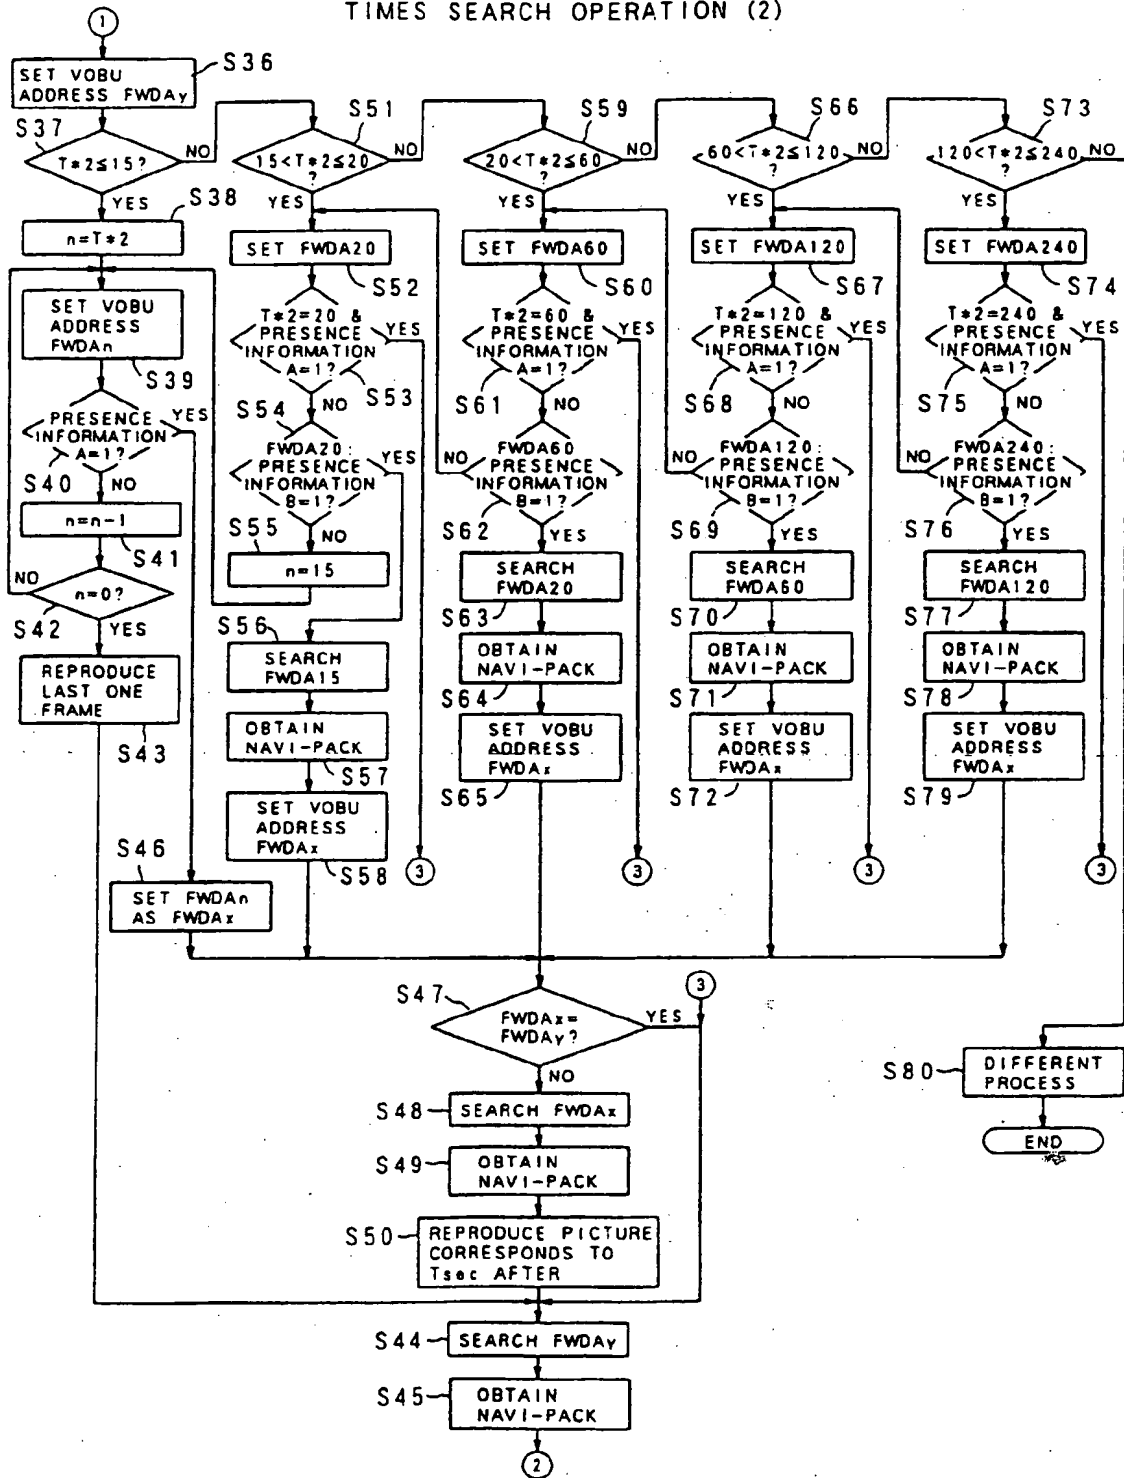 TIMES SEARCH OPERATION (2)
1
S36
SET VOBU
ADDRESS FWDAy
S37
T*2≦15?
NO
YES
S38
n=T*2
SET VOBU
ADDRESS
FWDAn
S39
PRESENCE
INFORMATION
A=1?
YES
S40
NO
n=n-1
S41
NO
n=0?
S42
YES
REPRODUCE
LAST ONE
FRAME
S43
S46
SET FWDAn
AS FWDAx
S51
15<T*2≦20
?
NO
YES
SET FWDA20
S52
T*2=20 &
PRESENCE
INFORMATION
A=1?
YES
S53
NO
S54
FWDA20:
PRESENCE
INFORMATION
B=1?
YES
S55
NO
n=15
S56
SEARCH
FWDA15
OBTAIN
NAVI-PACK
S57
SET VOBU
ADDRESS
FWDAx
S58
3
S59
20<T*2≦60
?
NO
YES
SET FWDA60
S60
T*2=60 &
PRESENCE
INFORMATION
A=1?
YES
S61
NO
FWDA60
PRESENCE
INFORMATION
B=1?
NO
S62
YES
SEARCH
FWDA20
S63
OBTAIN
NAVI-PACK
S64
SET VOBU
ADDRESS
FWDAx
S65
3
S66
60<T*2≦120
?
NO
YES
SET FWDA120
S67
T*2=120 &
PRESENCE
INFORMATION
A=1?
YES
S68
NO
FWDA120:
PRESENCE
INFORMATION
B=1?
NO
S69
YES
SEARCH
FWDA60
S70
OBTAIN
NAVI-PACK
S71
SET VOBU
ADDRESS
FWDAx
S72
3
S73
120<T*2≦240
?
NO
YES
SET FWDA240
S74
T*2=240 &
PRESENCE
INFORMATION
A=1?
YES
S75
NO
FWDA240:
PRESENCE
INFORMATION
B=1?
NO
S76
YES
SEARCH
FWDA120
S77
OBTAIN
NAVI-PACK
S78
SET VOBU
ADDRESS
FWDAx
S79
3
S47
FWDAx=
FWDAy?
YES
3
NO
S48
SEARCH FWDAx
S49
OBTAIN
NAVI-PACK
S50
REPRODUCE PICTURE
CORRESPONDS TO
Tsec AFTER
S44
SEARCH FWDAy
S45
OBTAIN
NAVI-PACK
2
S80
DIFFERENT
PROCESS
END